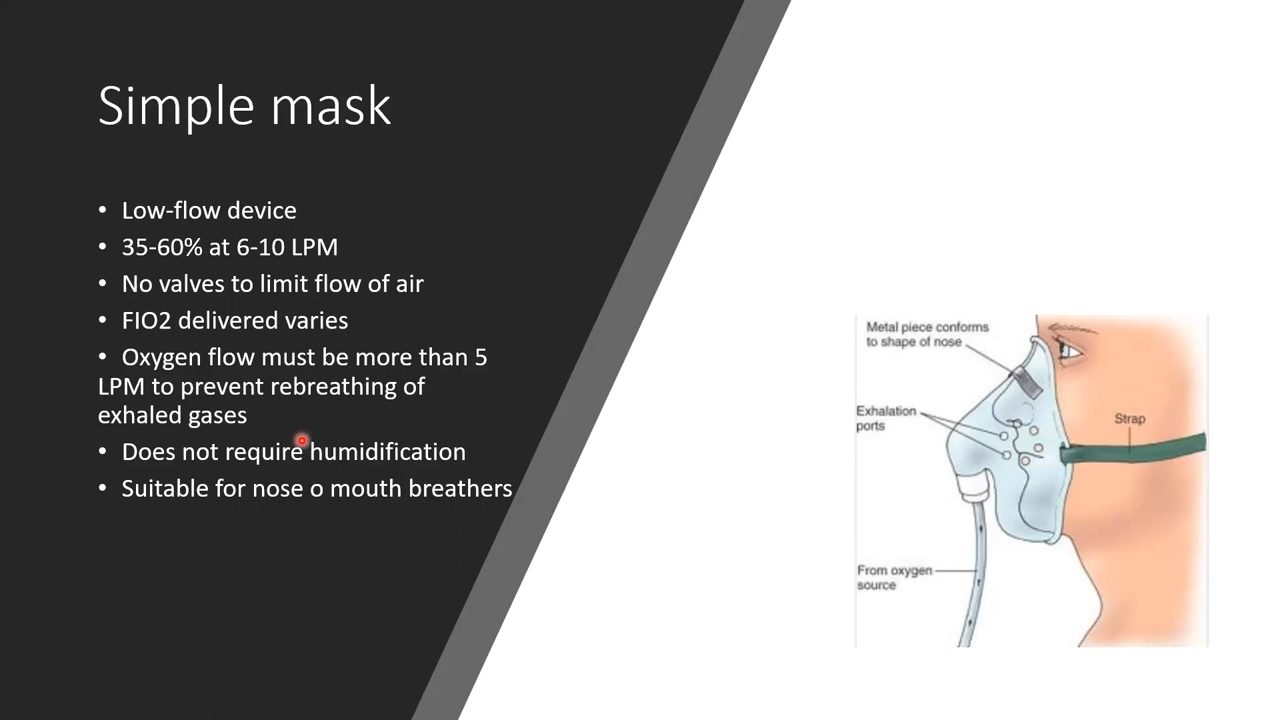 Simple mask
• Low-flow device
• 35-60% at 6-10 LPM
• No valves to limit flow of air
• FIO2 delivered varies
• Oxygen flow must be more than 5
LPM to prevent rebreathing of
exhaled gases
• Does not require humidification
• Suitable for nose o mouth breathers
Metal piece conforms
to shape of nose
Exhalation
ports
Strap
From oxygen
source